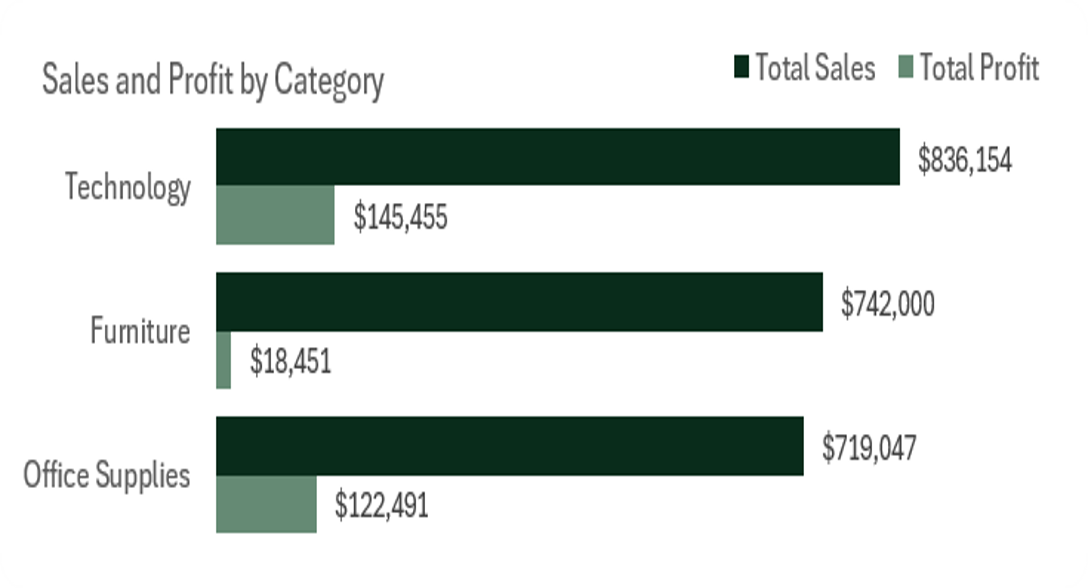 Sales and Profit by Category
Total Sales Total Profit
Technology
$836,154
$145,455
Furniture
$742,000
$18,451
Office Supplies
$719,047
$122,491